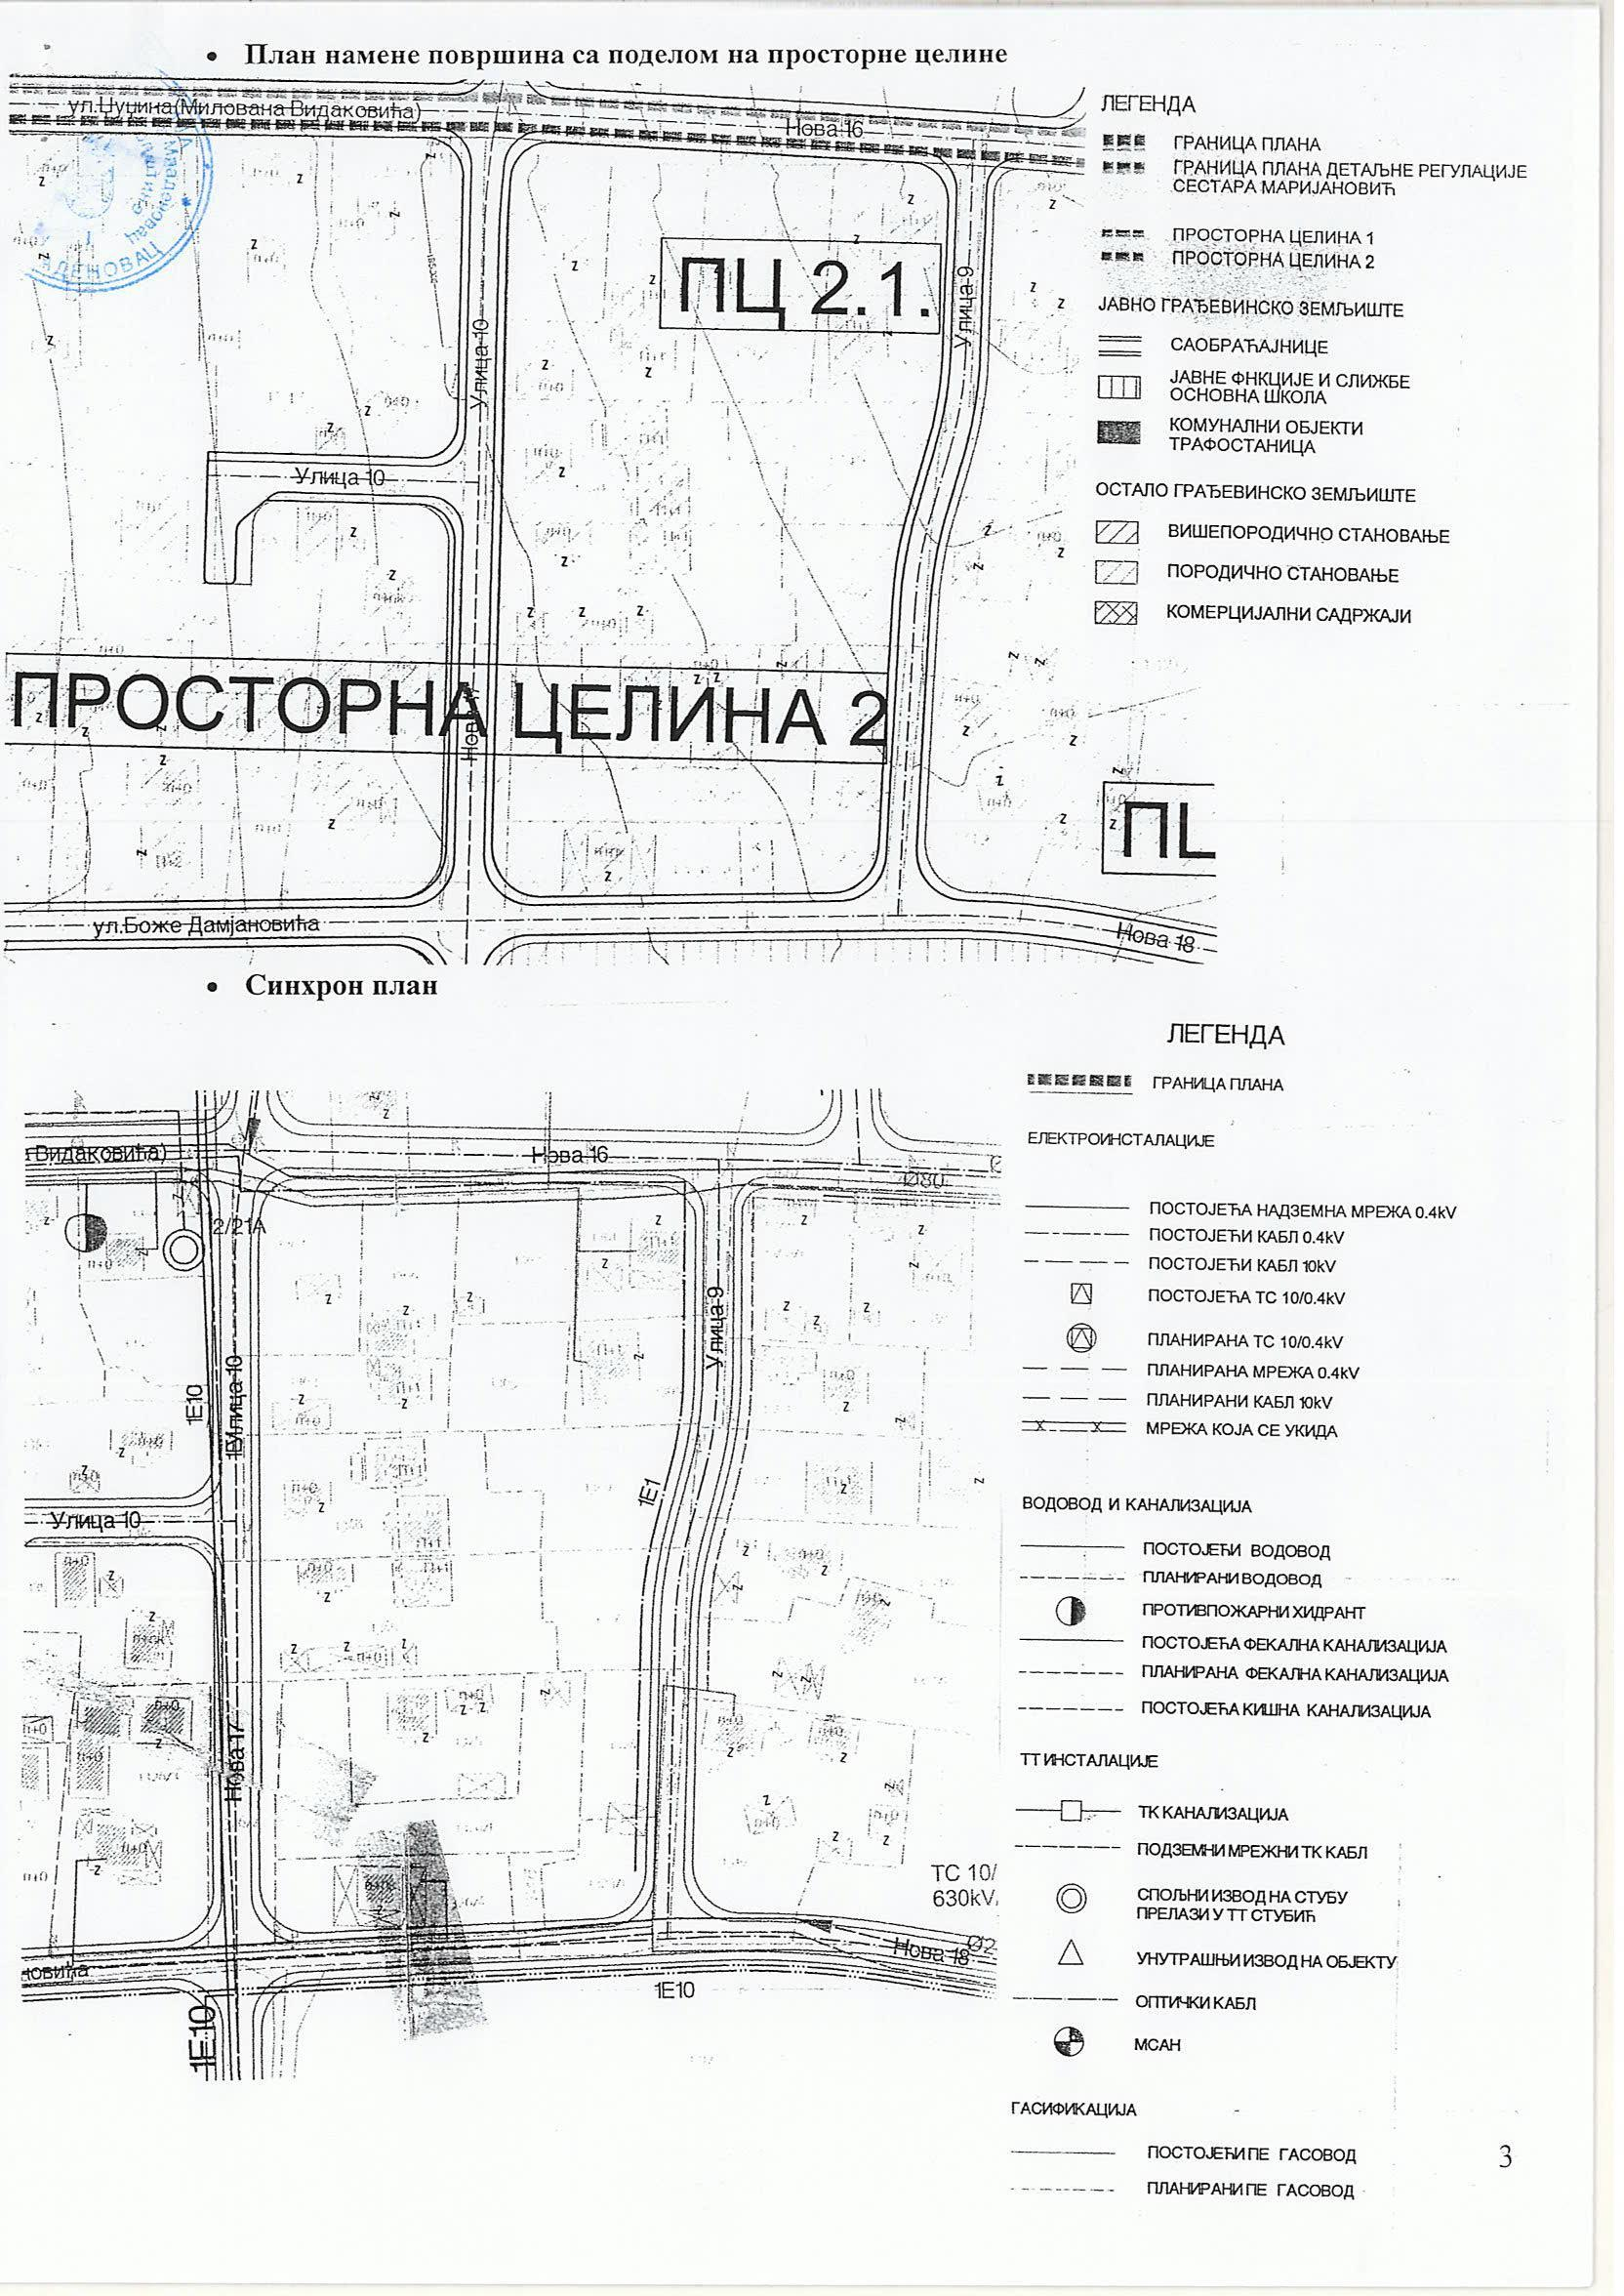 • План намене површина са поделом на просторне целине
ул.Цуцина(Милована Видаковића)
Нова 16
Улица 10
Улица 9
ПЦ 2.1.
Улица 10
ПРОСТОРНА ЦЕЛИНА 2
Нова 17
ПЦ
ул.Боже Дамјановића
Нова 18
ЛЕГЕНДА
ГРАНИЦА ПЛАНА
ГРАНИЦА ПЛАНА ДЕТАЉНЕ РЕГУЛАЦИЈЕ
СЕСТАРА МАРИЈАНОВИЋ
ПРОСТОРНА ЦЕЛИНА 1
ПРОСТОРНА ЦЕЛИНА 2
ЈАВНО ГРАЂЕВИНСКО ЗЕМЉИШТЕ
САОБРАЋАЈНИЦЕ
ЈАВНЕ ФНКЦИЈЕ И СЛИЖБЕ
ОСНОВНА ШКОЛА
КОМУНАЛНИ ОБЈЕКТИ
ТРАФОСТАНИЦА
ОСТАЛО ГРАЂЕВИНСКО ЗЕМЉИШТЕ
ВИШЕПОРОДИЧНО СТАНОВАЊЕ
ПОРОДИЧНО СТАНОВАЊЕ
КОМЕРЦИЈАЛНИ САДРЖАЈИ
• Синхрон план
Видаковића)
Нова 16
Ø80
2/21А
Улица 9
1Е10
Улица 10
1Е1
Улица 10
Нова 17
ТС 10/
630kV
Нова 18
Ø2
новића
1Е10
1Е10
ЛЕГЕНДА
ГРАНИЦА ПЛАНА
ЕЛЕКТРОИНСТАЛАЦИЈЕ
ПОСТОЈЕЋА НАДЗЕМНА МРЕЖА 0.4kV
ПОСТОЈЕЋИ КАБЛ 0.4kV
ПОСТОЈЕЋИ КАБЛ 10kV
ПОСТОЈЕЋА ТС 10/0.4kV
ПЛАНИРАНА ТС 10/0.4kV
ПЛАНИРАНА МРЕЖА 0.4kV
ПЛАНИРАНИ КАБЛ 10kV
МРЕЖА КОЈА СЕ УКИДА
ВОДОВОД И КАНАЛИЗАЦИЈА
ПОСТОЈЕЋИ ВОДОВОД
ПЛАНИРАНИ ВОДОВОД
ПРОТИВПОЖАРНИ ХИДРАНТ
ПОСТОЈЕЋА ФЕКАЛНА КАНАЛИЗАЦИЈА
ПЛАНИРАНА ФЕКАЛНА КАНАЛИЗАЦИЈА
ПОСТОЈЕЋА КИШНА КАНАЛИЗАЦИЈА
ТТ ИНСТАЛАЦИЈЕ
ТК КАНАЛИЗАЦИЈА
ПОДЗЕМНИ МРЕЖНИ ТК КАБЛ
СПОЉНИ ИЗВОД НА СТУБУ
ПРЕЛАЗИ У ТТ СТУБИЋ
УНУТРАШЊИ ИЗВОД НА ОБЈЕКТУ
ОПТИЧКИ КАБЛ
МСАН
ГАСИФИКАЦИЈА
ПОСТОЈЕЋИ ПЕ ГАСОВОД
ПЛАНИРАНИ ПЕ ГАСОВОД
3